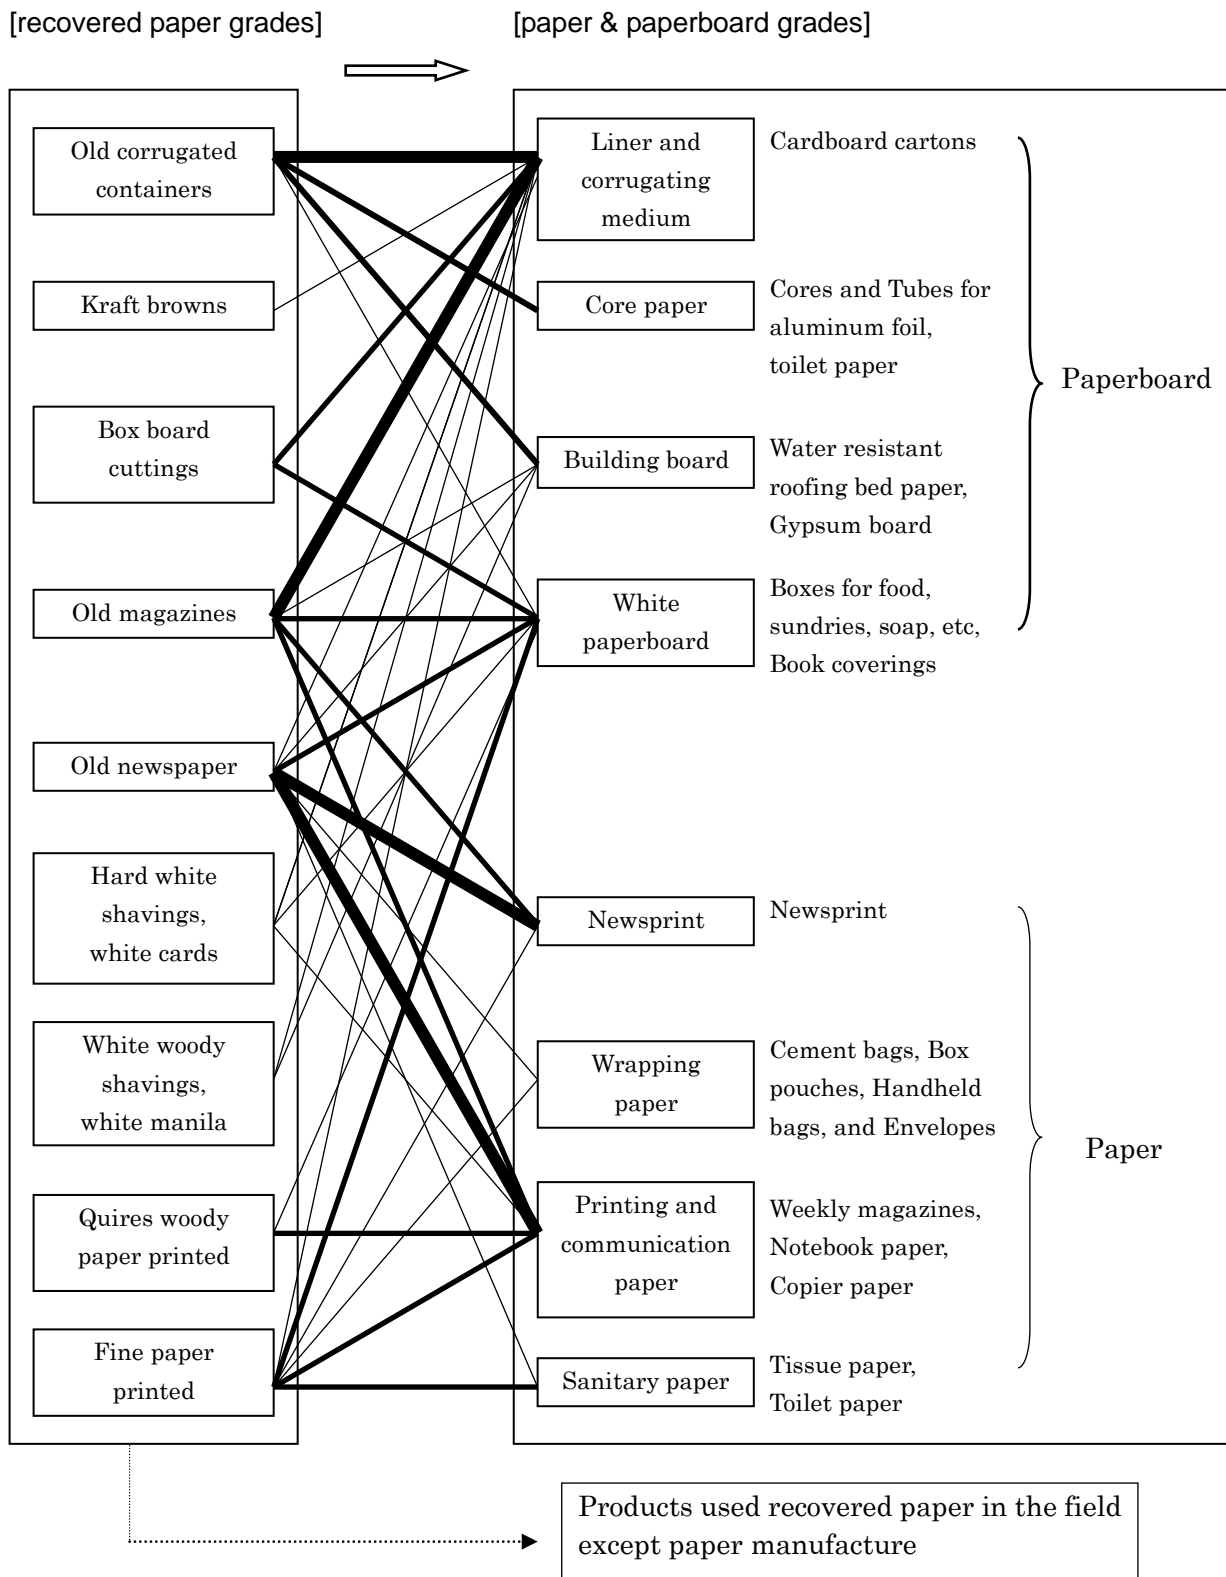 [recovered paper grades]
[paper & paperboard grades]
Old corrugated
containers
Kraft browns
Box board
cuttings
Old magazines
Old newspaper
Hard white
shavings,
white cards
White woody
shavings,
white manila
Quires woody
paper printed
Fine paper
printed
Liner and
corrugating
medium
Cardboard cartons
Core paper
Cores and Tubes for
aluminum foil,
toilet paper
Building board
Water resistant
roofing bed paper,
Gypsum board
White
paperboard
Boxes for food,
sundries, soap, etc,
Book coverings
Paperboard
Newsprint
Newsprint
Wrapping
paper
Cement bags, Box
pouches, Handheld
bags, and Envelopes
Printing and
communication
paper
Weekly magazines,
Notebook paper,
Copier paper
Sanitary paper
Tissue paper,
Toilet paper
Paper
Products used recovered paper in the field
except paper manufacture